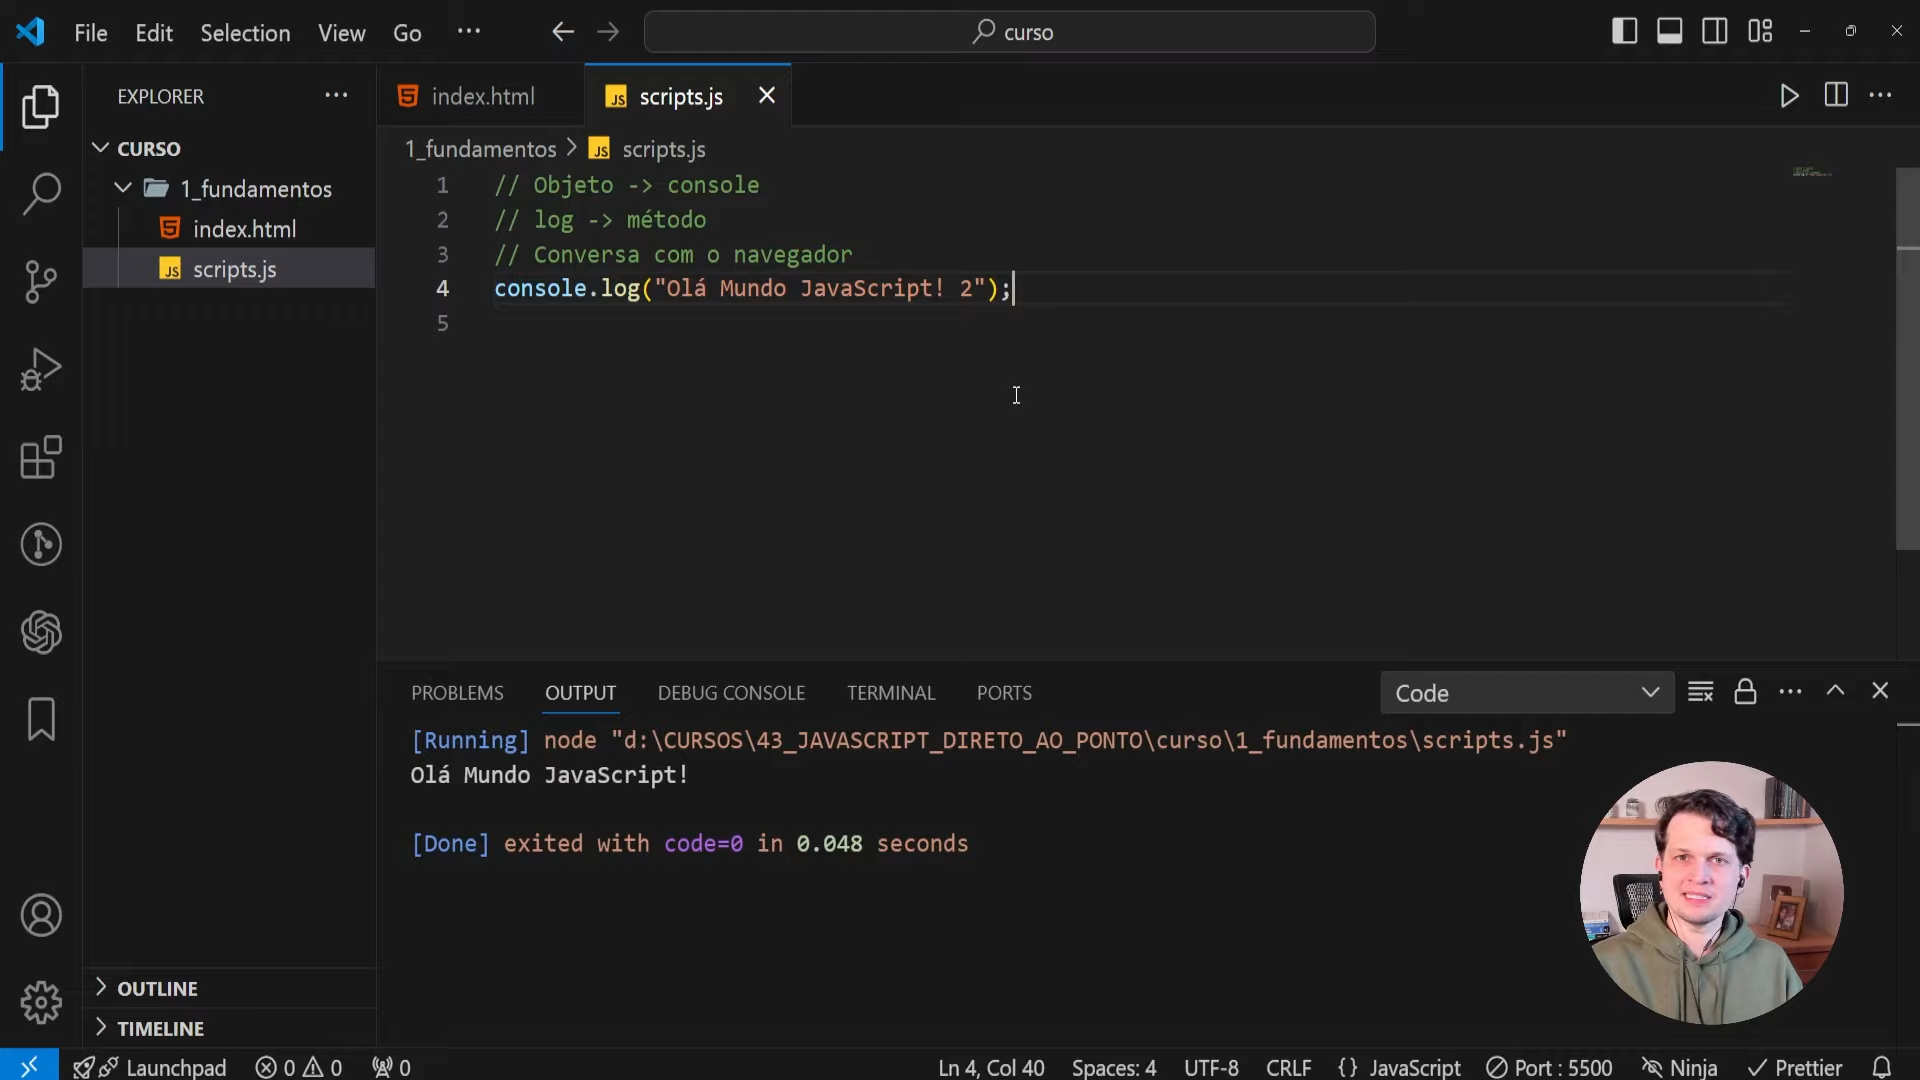 File Edit Selection View Go ···
curso
EXPLORER ···
index.html
JS scripts.js
CURSO
1_fundamentos
index.html
JS scripts.js
1_fundamentos > JS scripts.js
1 // Objeto -> console
2 // log -> método
3 // Conversa com o navegador
4 console.log("Olá Mundo JavaScript! 2");
5
PROBLEMS OUTPUT DEBUG CONSOLE TERMINAL PORTS
Code
[Running] node "d:\CURSOS\43_JAVASCRIPT_DIRETO_AO_PONTO\curso\1_fundamentos\scripts.js"
Olá Mundo JavaScript!
[Done] exited with code=0 in 0.048 seconds
OUTLINE
TIMELINE
Launchpad 0 0 0 Ln 4, Col 40 Spaces: 4 UTF-8 CRLF {} JavaScript Port : 5500 Ninja Prettier